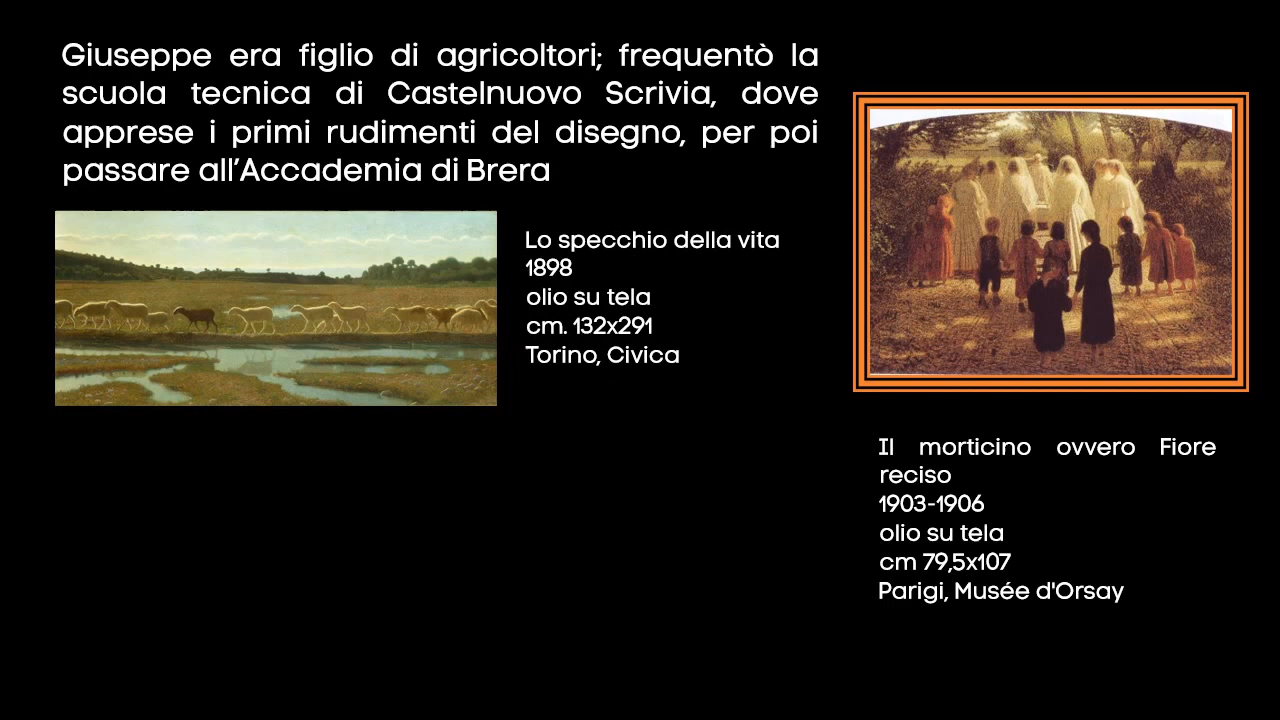 Giuseppe era figlio di agricoltori; frequentò la
scuola tecnica di Castelnuovo Scrivia, dove
apprese i primi rudimenti del disegno, per poi
passare all’Accademia di Brera
Lo specchio della vita
1898
olio su tela
cm. 132x291
Torino, Civica
Il morticino ovvero Fiore
reciso
1903-1906
olio su tela
cm 79,5x107
Parigi, Musée d'Orsay